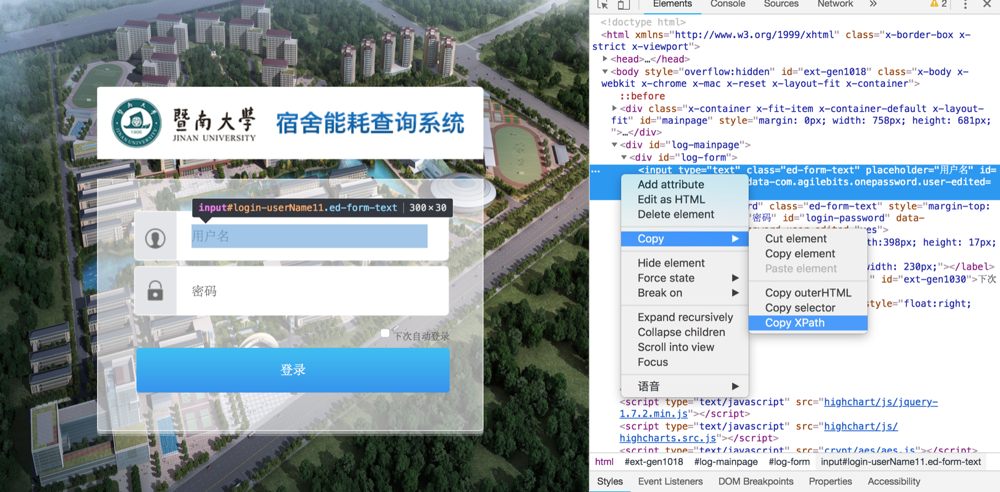 暨南大學
JINAN UNIVERSITY
宿舍能耗查询系统
input#login-userName11.ed-form-text | 300×30
用户名
密码
下次自动登录
登录
Elements Console Sources Network » 2
<!doctype html>
<html xmlns="http://www.w3.org/1999/xhtml" class="x-border-box x-
strict x-viewport">
<head>…</head>
<body style="overflow:hidden" id="ext-gen1018" class="x-body x-
webkit x-chrome x-mac x-reset x-layout-fit x-container">
::before
<div class="x-container x-fit-item x-container-default x-layout-
fit" id="mainpage" style="margin: 0px; width: 758px; height: 681px;
">…</div>
<div id="log-mainpage">
<div id="log-form">
… <input type="text" class="ed-form-text" placeholder="用户名" id=
data-com.agilebits.onepassword.user-edited=
rd" class="ed-form-text" style="margin-top:
"密码" id="login-password" data-
="yes">
th:398px; height: 17px;
width: 230px;"></label>
id="ext-gen1030">下次
style="float:right;
Add attribute
Edit as HTML
Delete element
Copy
Hide element
Force state
Break on
Expand recursively
Collapse children
Scroll into view
Focus
语音
Cut element
Copy element
Paste element
Copy outerHTML
Copy selector
Copy XPath
<script type="text/javascript" src="highchart/js/jquery-
1.7.2.min.js"></script>
<script type="text/javascript" src="highchart/js/
highcharts.src.js"></script>
<script type="text/javascript" src="crypt/aes/aes.js"></script>
html #ext-gen1018 #log-mainpage #log-form input#login-userName11.ed-form-text
Styles Event Listeners DOM Breakpoints Properties Accessibility